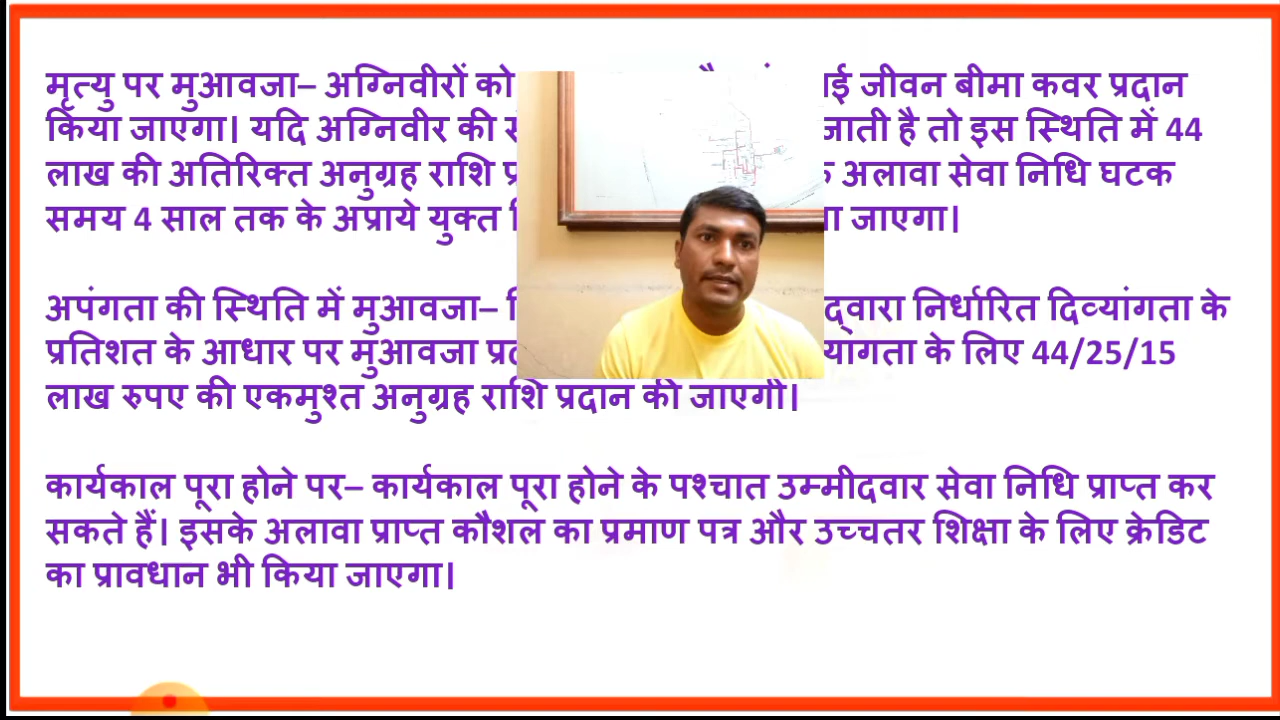 मृत्यु पर मुआवजा– अग्निवीरों को जीवन बीमा कवर प्रदान
किया जाएगा। यदि अग्निवीर की जाती है तो इस स्थिति में 44
लाख की अतिरिक्त अनुग्रह राशि अलावा सेवा निधि घटक
समय 4 साल तक के अप्राये युक्त जाएगा।
अपंगता की स्थिति में मुआवजा– द्वारा निर्धारित दिव्यांगता के
प्रतिशत के आधार पर मुआवजा के लिए 44/25/15
लाख रुपए की एकमुश्त अनुग्रह राशि प्रदान की जाएगी।
कार्यकाल पूरा होने पर– कार्यकाल पूरा होने के पश्चात उम्मीदवार सेवा निधि प्राप्त कर
सकते हैं। इसके अलावा प्राप्त कौशल का प्रमाण पत्र और उच्चतर शिक्षा के लिए क्रेडिट
का प्रावधान भी किया जाएगा।